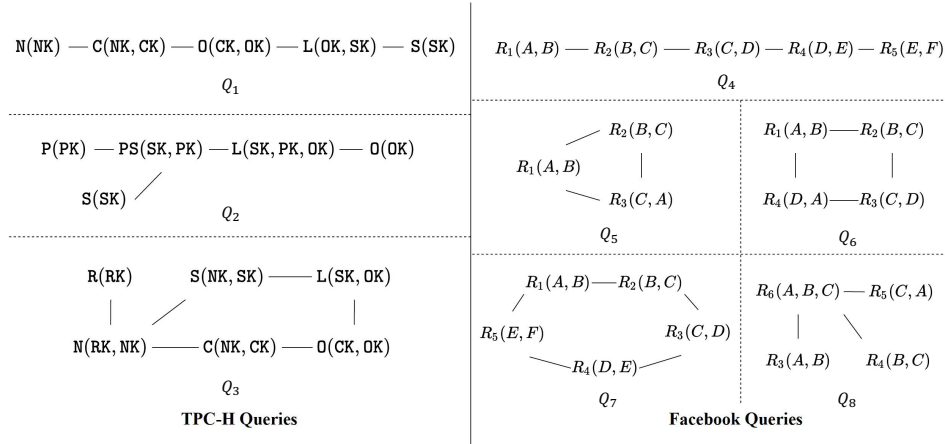 N(NK) — C(NK, CK) — O(CK, OK) — L(OK, SK) — S(SK)
Q₁
P(PK) — PS(SK, PK) — L(SK, PK, OK) — O(OK)
S(SK)
Q₂
R(RK) S(NK, SK) — L(SK, OK)
N(RK, NK) — C(NK, CK) — O(CK, OK)
Q₃
TPC-H Queries
R₁(A, B) — R₂(B, C) — R₃(C, D) — R₄(D, E) — R₅(E, F)
Q₄
R₂(B, C)
R₁(A, B)
R₃(C, A)
Q₅
R₁(A, B) — R₂(B, C)
R₄(D, A) — R₃(C, D)
Q₆
R₁(A, B) — R₂(B, C)
R₅(E, F) R₃(C, D)
R₄(D, E)
Q₇
R₆(A, B, C) — R₅(C, A)
R₃(A, B) R₄(B, C)
Q₈
Facebook Queries